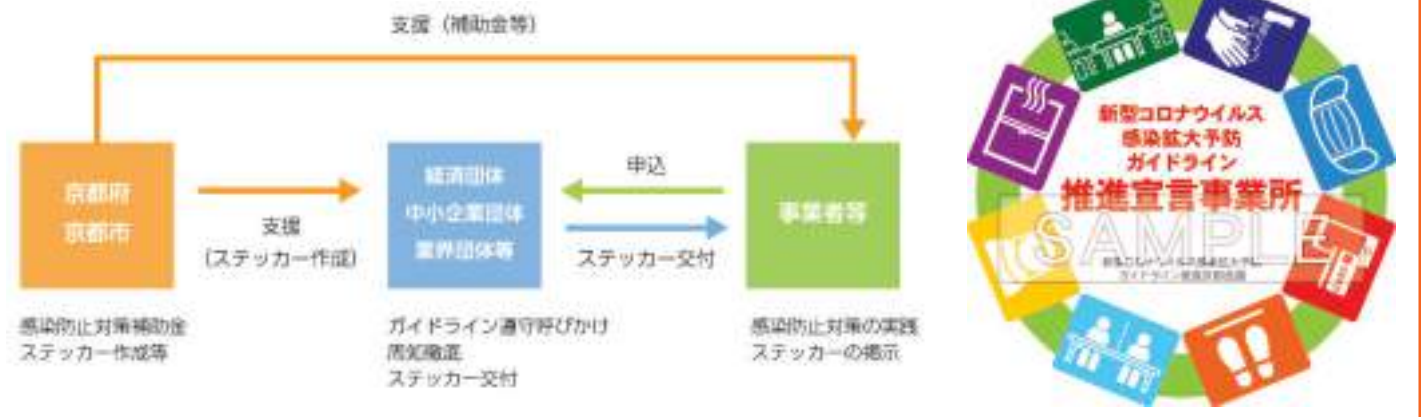 支援（補助金等）
京都府
京都市
支援
（ステッカー作成）
感染防止対策補助金
ステッカー作成等
経済団体
中小企業団体
業界団体等
ガイドライン遵守呼びかけ
周知徹底
ステッカー交付
申込
ステッカー交付
事業者等
感染防止対策の実践
ステッカーの掲示
新型コロナウイルス
感染拡大予防
ガイドライン
推進宣言事業所
SAMPLE